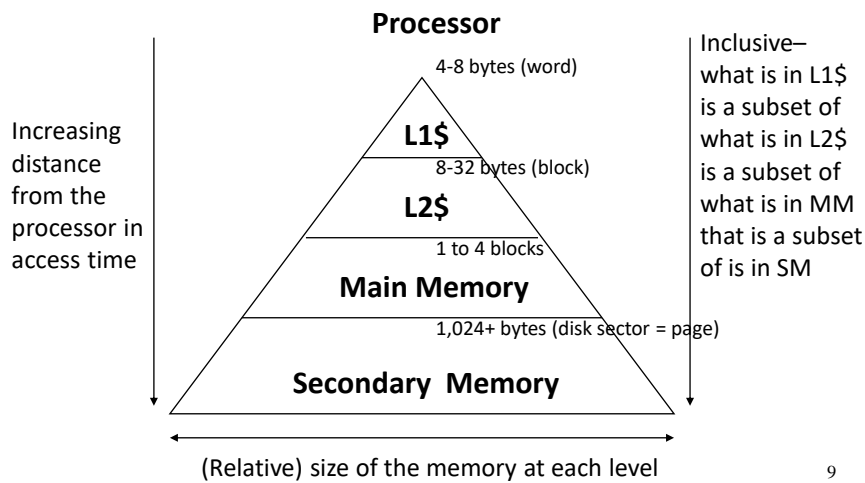 Processor
4-8 bytes (word)
Increasing
distance
from the
processor in
access time
L1$
8-32 bytes (block)
L2$
1 to 4 blocks
Main Memory
1,024+ bytes (disk sector = page)
Secondary Memory
Inclusive–
what is in L1$
is a subset of
what is in L2$
is a subset of
what is in MM
that is a subset
of is in SM
(Relative) size of the memory at each level
9